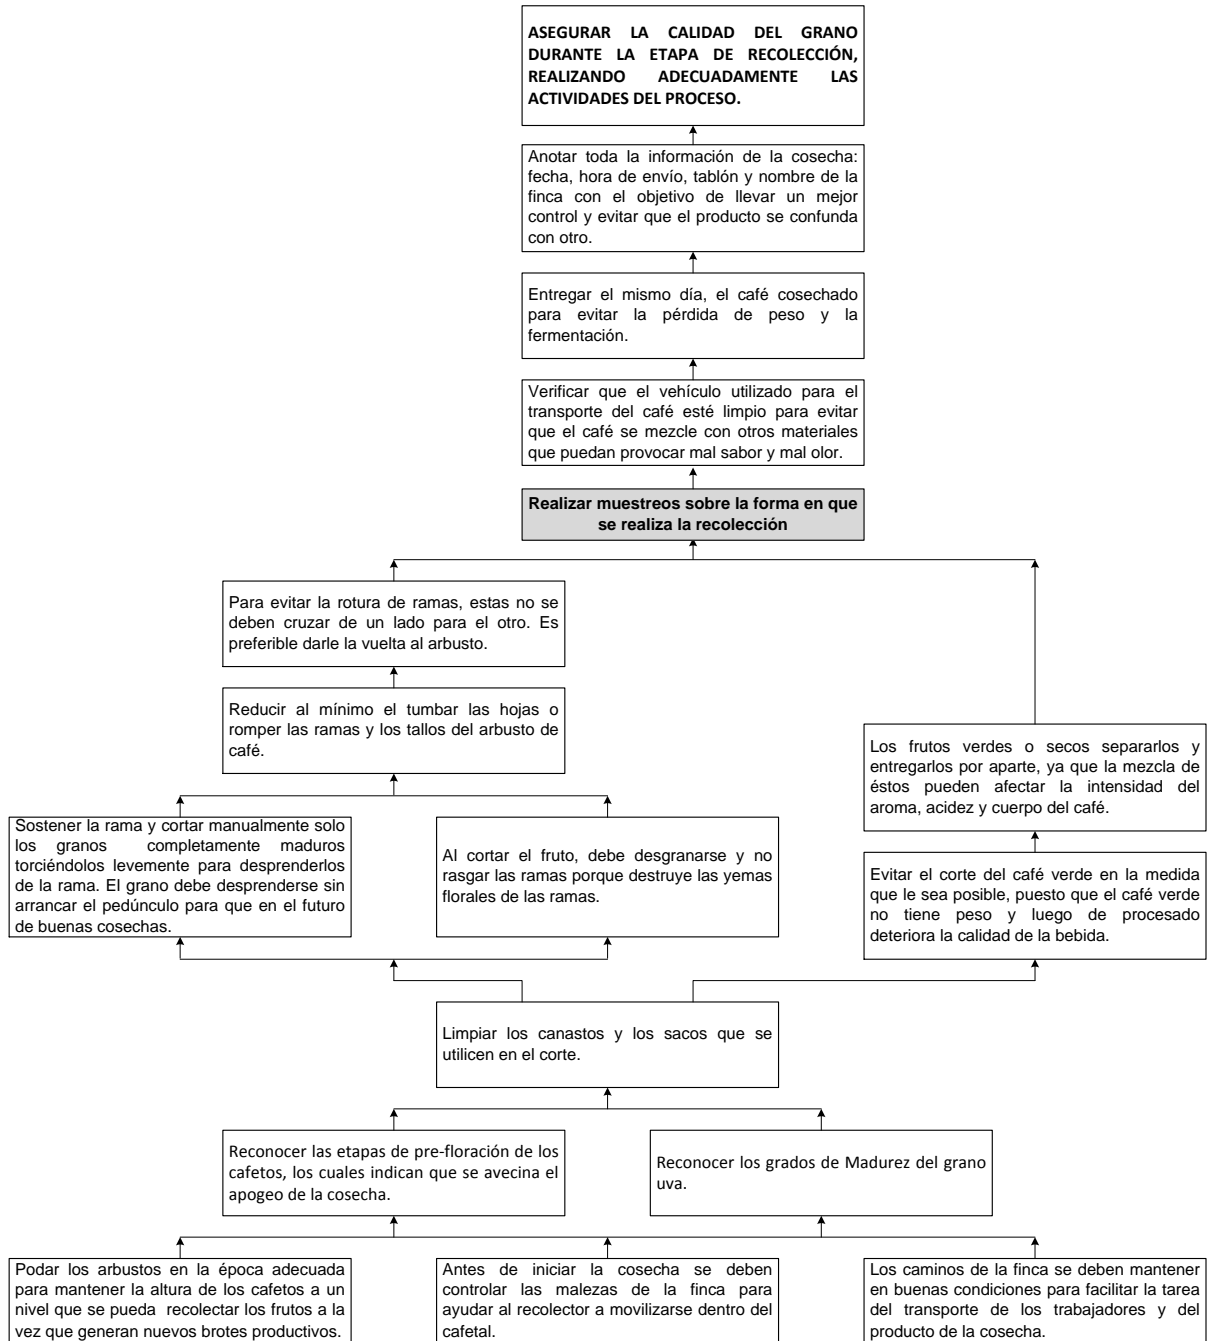 ASEGURAR LA CALIDAD DEL GRANO
DURANTE LA ETAPA DE RECOLECCIÓN,
REALIZANDO ADECUADAMENTE LAS
ACTIVIDADES DEL PROCESO.
Anotar toda la información de la cosecha:
fecha, hora de envío, tablón y nombre de la
finca con el objetivo de llevar un mejor
control y evitar que el producto se confunda
con otro.
Entregar el mismo día, el café cosechado
para evitar la pérdida de peso y la
fermentación.
Verificar que el vehículo utilizado para el
transporte del café esté limpio para evitar
que el café se mezcle con otros materiales
que puedan provocar mal sabor y mal olor.
Realizar muestreos sobre la forma en que
se realiza la recolección
Para evitar la rotura de ramas, estas no se
deben cruzar de un lado para el otro. Es
preferible darle la vuelta al arbusto.
Reducir al mínimo el tumbar las hojas o
romper las ramas y los tallos del arbusto de
café.
Los frutos verdes o secos separarlos y
entregarlos por aparte, ya que la mezcla de
éstos pueden afectar la intensidad del
aroma, acidez y cuerpo del café.
Sostener la rama y cortar manualmente solo
los granos completamente maduros
torciéndolos levemente para desprenderlos
de la rama. El grano debe desprenderse sin
arrancar el pedúnculo para que en el futuro
de buenas cosechas.
Al cortar el fruto, debe desgranarse y no
rasgar las ramas porque destruye las yemas
florales de las ramas.
Evitar el corte del café verde en la medida
que le sea posible, puesto que el café verde
no tiene peso y luego de procesado
deteriora la calidad de la bebida.
Limpiar los canastos y los sacos que se
utilicen en el corte.
Reconocer las etapas de pre-floración de los
cafetos, los cuales indican que se avecina el
apogeo de la cosecha.
Reconocer los grados de Madurez del grano
uva.
Podar los arbustos en la época adecuada
para mantener la altura de los cafetos a un
nivel que se pueda recolectar los frutos a la
vez que generan nuevos brotes productivos.
Antes de iniciar la cosecha se deben
controlar las malezas de la finca para
ayudar al recolector a movilizarse dentro del
cafetal.
Los caminos de la finca se deben mantener
en buenas condiciones para facilitar la tarea
del transporte de los trabajadores y del
producto de la cosecha.